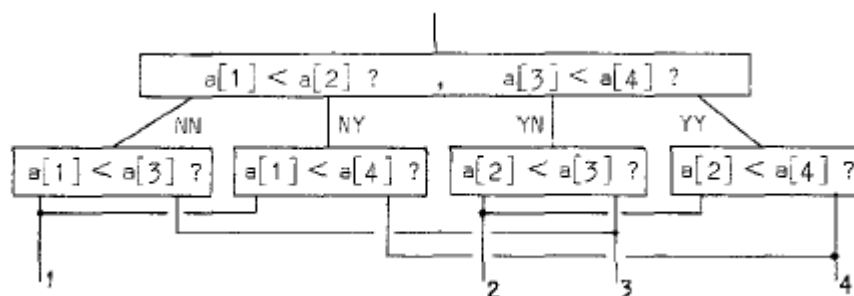 a[1] < a[2] ? , a[3] < a[4] ?
NN NY YN YY
a[1] < a[3] ? a[1] < a[4] ? a[2] < a[3] ? a[2] < a[4] ?
1 2 3 4